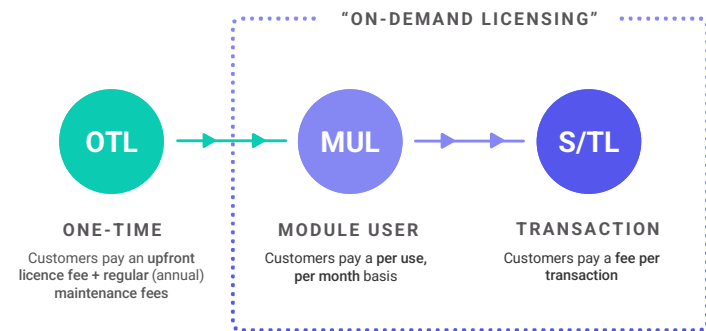 “ON-DEMAND LICENSING”
OTL
MUL
S/TL
ONE-TIME
Customers pay an upfront
licence fee + regular (annual)
maintenance fees
MODULE USER
Customers pay a per use,
per month basis
TRANSACTION
Customers pay a fee per
transaction